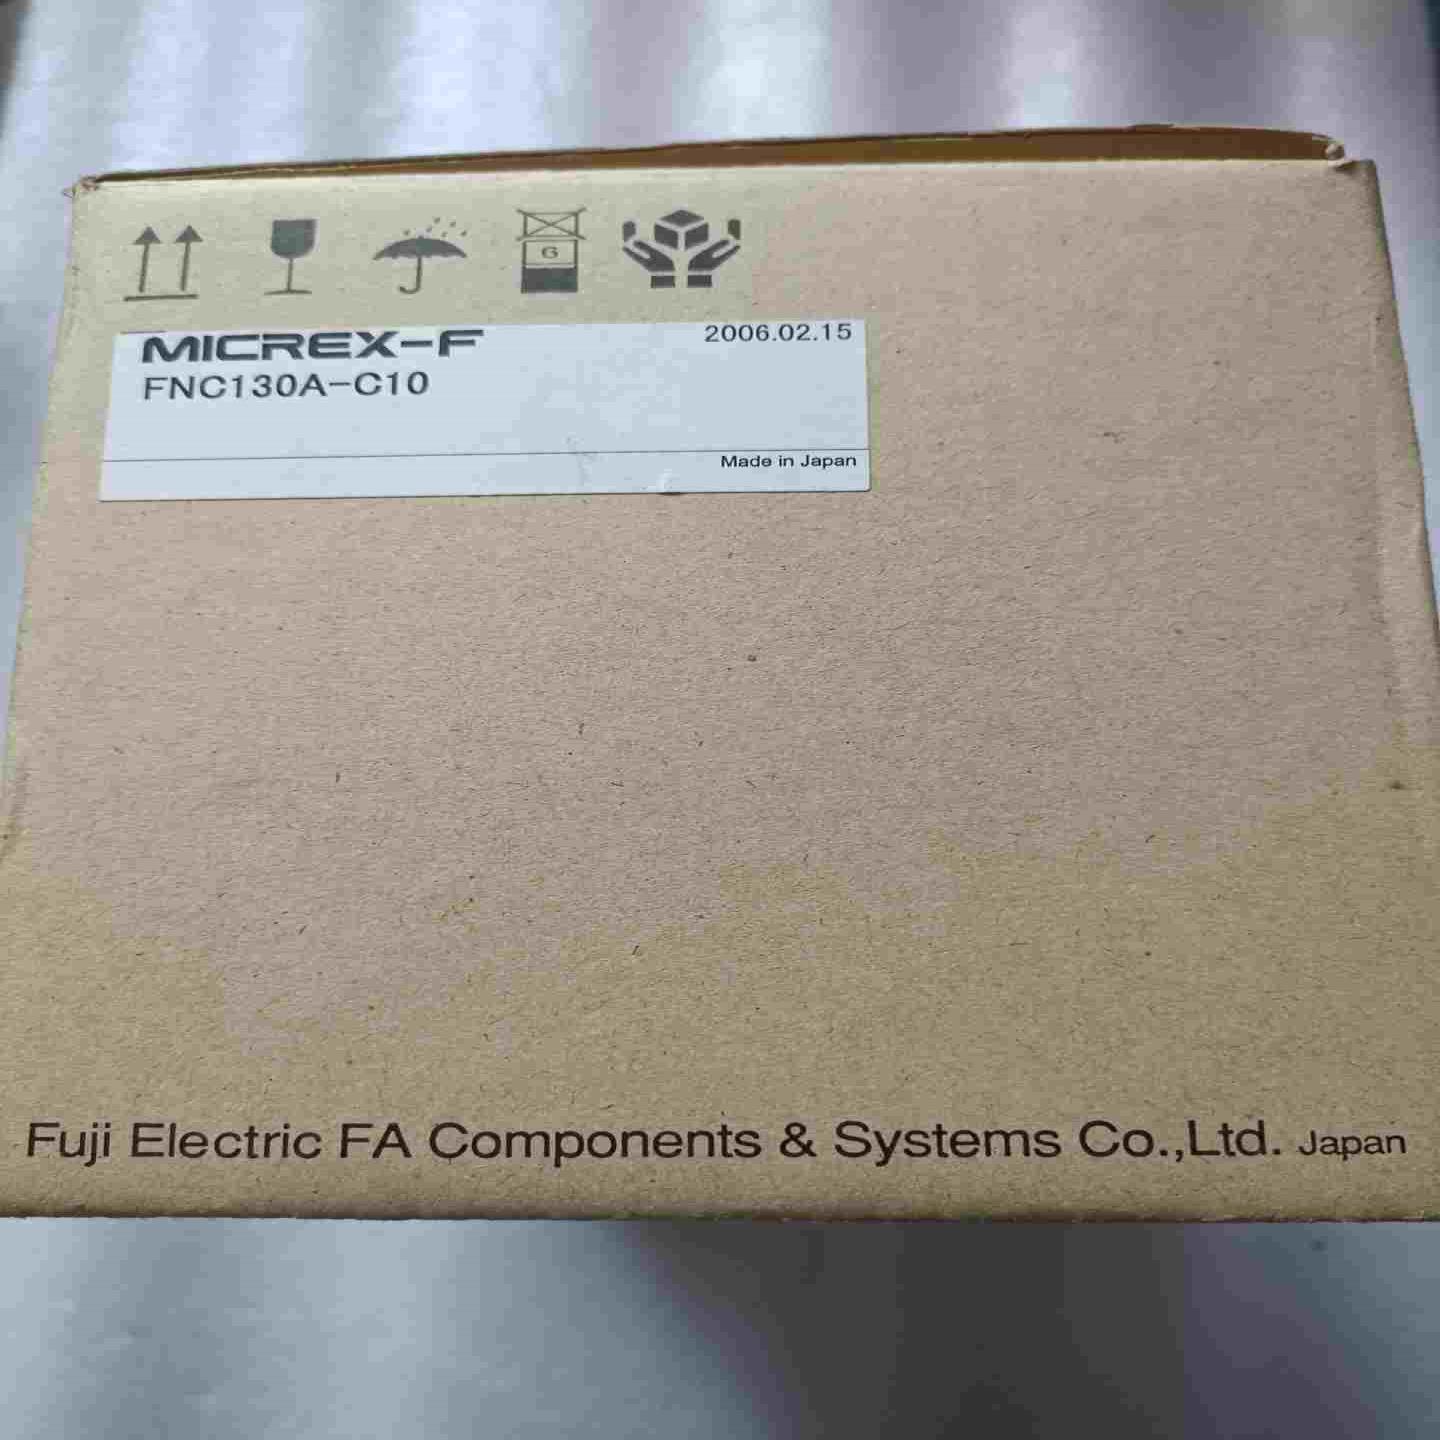 6
MICREX-F
2006.02.15
FNC130A-C10
Made in Japan
Fuji Electric FA Components & Systems Co.,Ltd. Japan